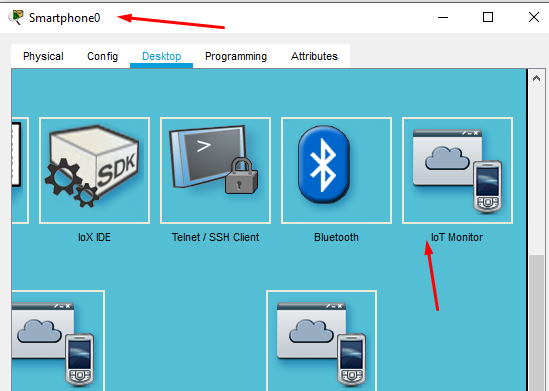 Smartphone0
Physical Config Desktop Programming Attributes
SDK
>
IoX IDE Telnet / SSH Client Bluetooth IoT Monitor